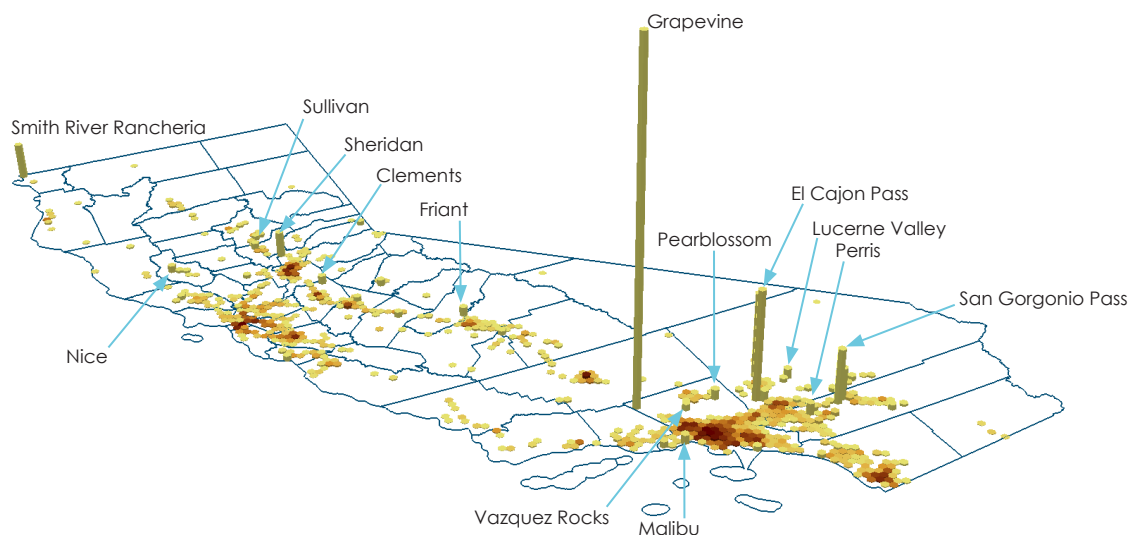 Grapevine
Sullivan
Smith River Rancheria
Sheridan
Clements
El Cajon Pass
Friant
Lucerne Valley
Pearblossom
Perris
San Gorgonio Pass
Nice
Vazquez Rocks
Malibu